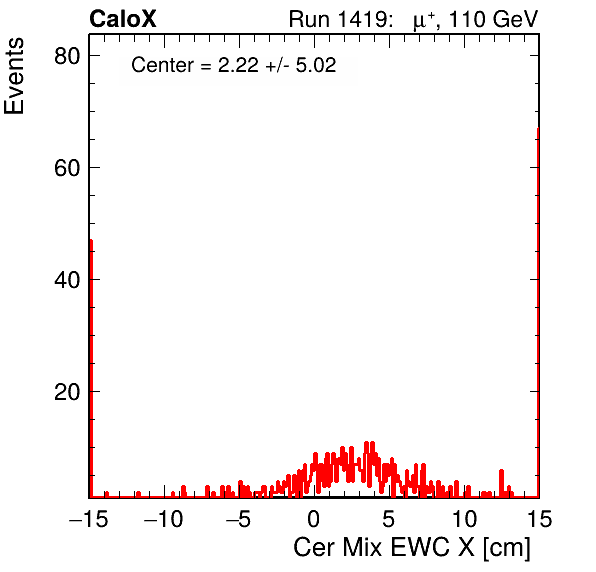 CaloX Run 1419: μ⁺, 110 GeV
Center = 2.22 +/- 5.02
Events
80
60
40
20
−15 −10 −5 0 5 10 15
Cer Mix EWC X [cm]